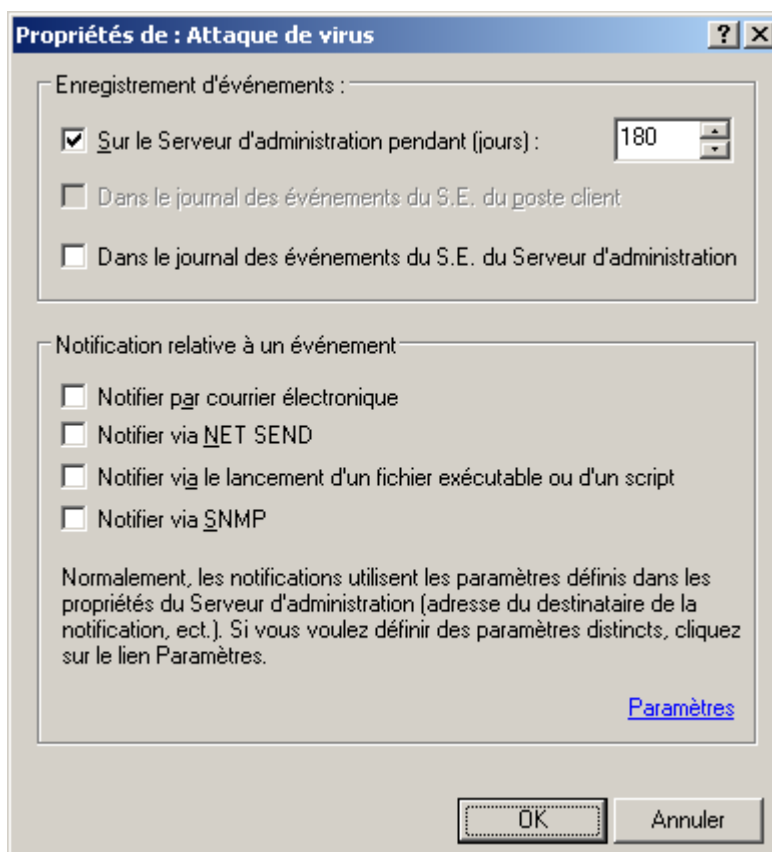 Propriétés de : Attaque de virus
Enregistrement d'événements :
Sur le Serveur d'administration pendant (jours) : 180
Dans le journal des événements du S.E. du poste client
Dans le journal des événements du S.E. du Serveur d'administration
Notification relative à un événement
Notifier par courrier électronique
Notifier via NET SEND
Notifier via le lancement d'un fichier exécutable ou d'un script
Notifier via SNMP
Normalement, les notifications utilisent les paramètres définis dans les
propriétés du Serveur d'administration (adresse du destinataire de la
notification, ect.). Si vous voulez définir des paramètres distincts, cliquez
sur le lien Paramètres.
Paramètres
OK Annuler